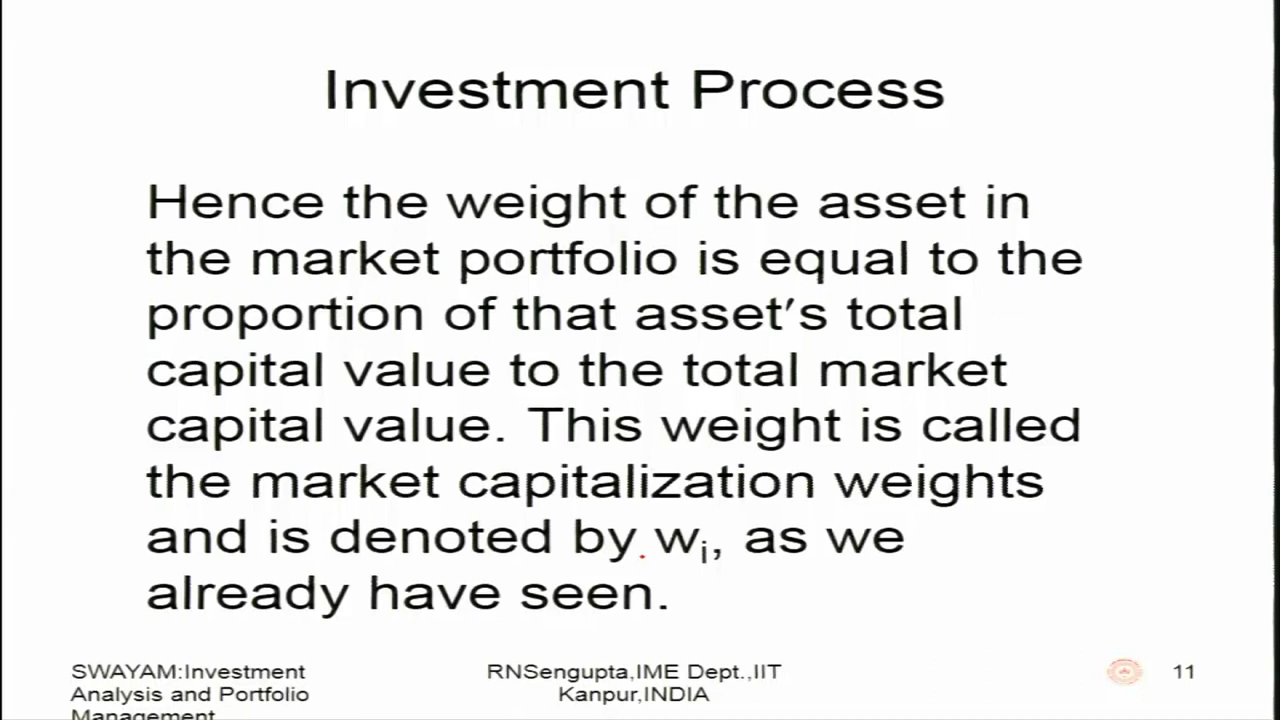 Investment Process
Hence the weight of the asset in
the market portfolio is equal to the
proportion of that asset′s total
capital value to the total market
capital value. This weight is called
the market capitalization weights
and is denoted by wᵢ, as we
already have seen.
SWAYAM:Investment
Analysis and Portfolio
Management
RNSengupta,IME Dept.,IIT
Kanpur,INDIA
11